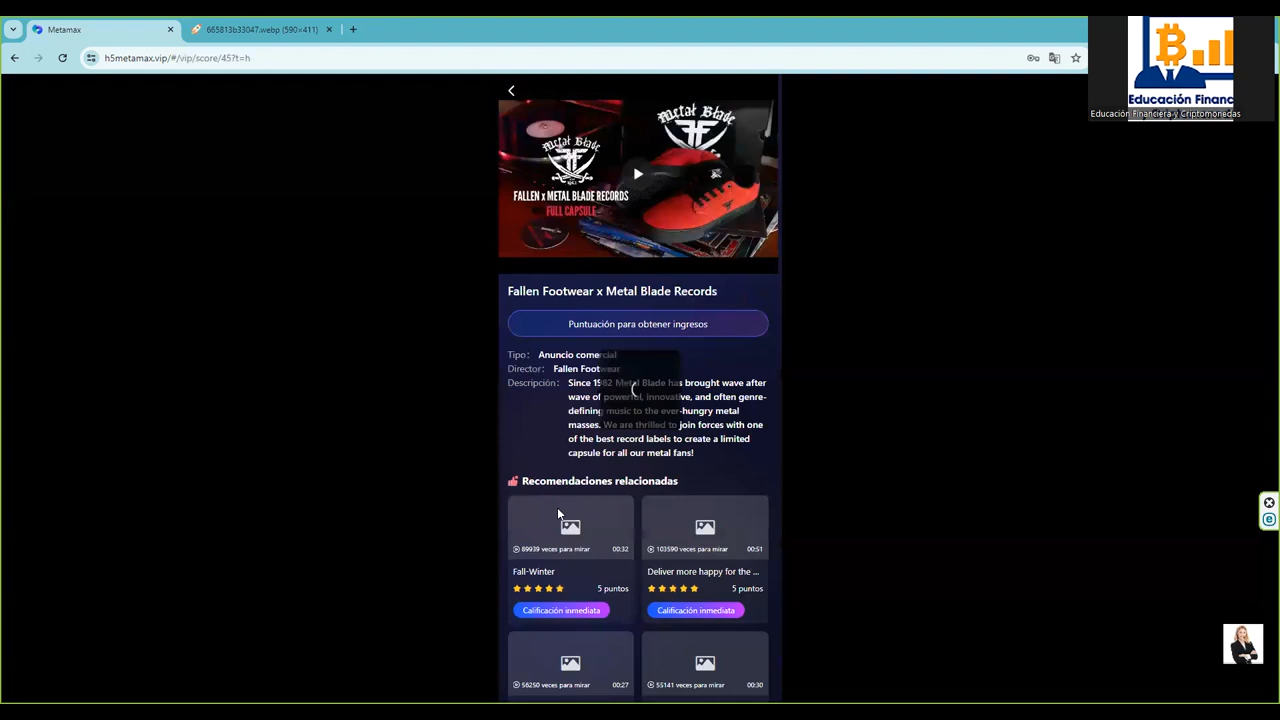 Metamax
665813b33047.webp (590×411)
h5metamax.vip/#/vip/score/45?t=h
Educación Financ
Educación Financiera y Criptomonedas
Metal Blade
Metal Blade
FALLEN x METAL BLADE RECORDS
FULL CAPSULE
Fallen Footwear x Metal Blade Records
Puntuación para obtener ingresos
Tipo: Anuncio comercial
Director: Fallen Footwear
Descripción: Since 1982 Metal Blade has brought wave after
wave of powerful, innovative, and often genre-
defining music to the ever-hungry metal
masses. We are thrilled to join forces with one
of the best record labels to create a limited
capsule for all our metal fans!
Recomendaciones relacionadas
89939 veces para mirar 00:32
103590 veces para mirar 00:51
Fall-Winter
Deliver more happy for the ...
5 puntos
5 puntos
Calificación inmediata
Calificación inmediata
56250 veces para mirar 00:27
55141 veces para mirar 00:30